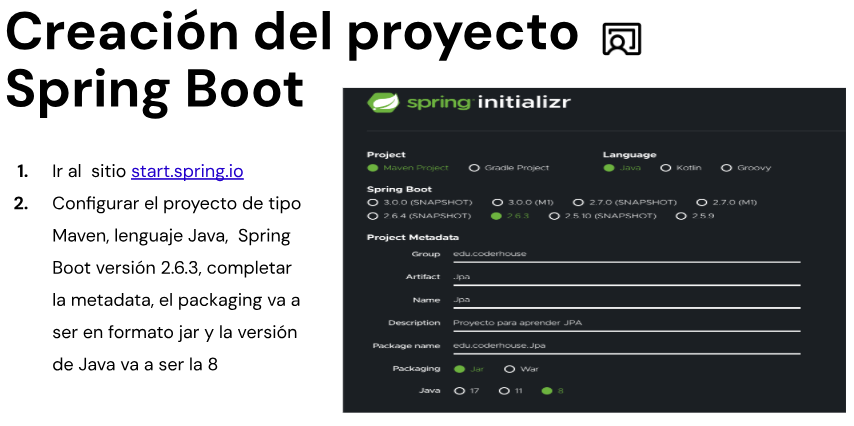 Creación del proyecto
Spring Boot
1. Ir al sitio start.spring.io
2. Configurar el proyecto de tipo
Maven, lenguaje Java, Spring
Boot versión 2.6.3, completar
la metadata, el packaging va a
ser en formato jar y la versión
de Java va a ser la 8
spring initializr
Project
Maven Project Gradle Project
Language
Java Kotlin Groovy
Spring Boot
3.0.0 (SNAPSHOT) 3.0.0 (M1) 2.7.0 (SNAPSHOT) 2.7.0 (M1)
2.6.4 (SNAPSHOT) 2.6.3 2.5.10 (SNAPSHOT) 2.5.9
Project Metadata
Group edu.coderhouse
Artifact Jpa
Name Jpa
Description Proyecto para aprender JPA
Package name edu.coderhouse.Jpa
Packaging Jar War
Java 17 11 8